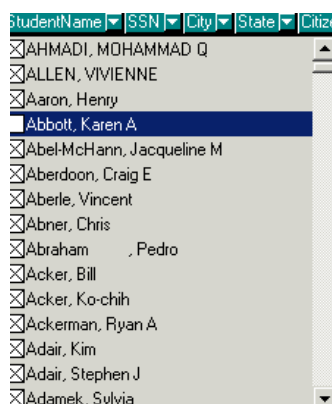 StudentName SSN City State Citize
AHMADI, MOHAMMAD Q
ALLEN, VIVIENNE
Aaron, Henry
Abbott, Karen A
Abel-McHann, Jacqueline M
Aberdoon, Craig E
Aberle, Vincent
Abner, Chris
Abraham , Pedro
Acker, Bill
Acker, Ko-chih
Ackerman, Ryan A
Adair, Kim
Adair, Stephen J
Adamek, Sylvia